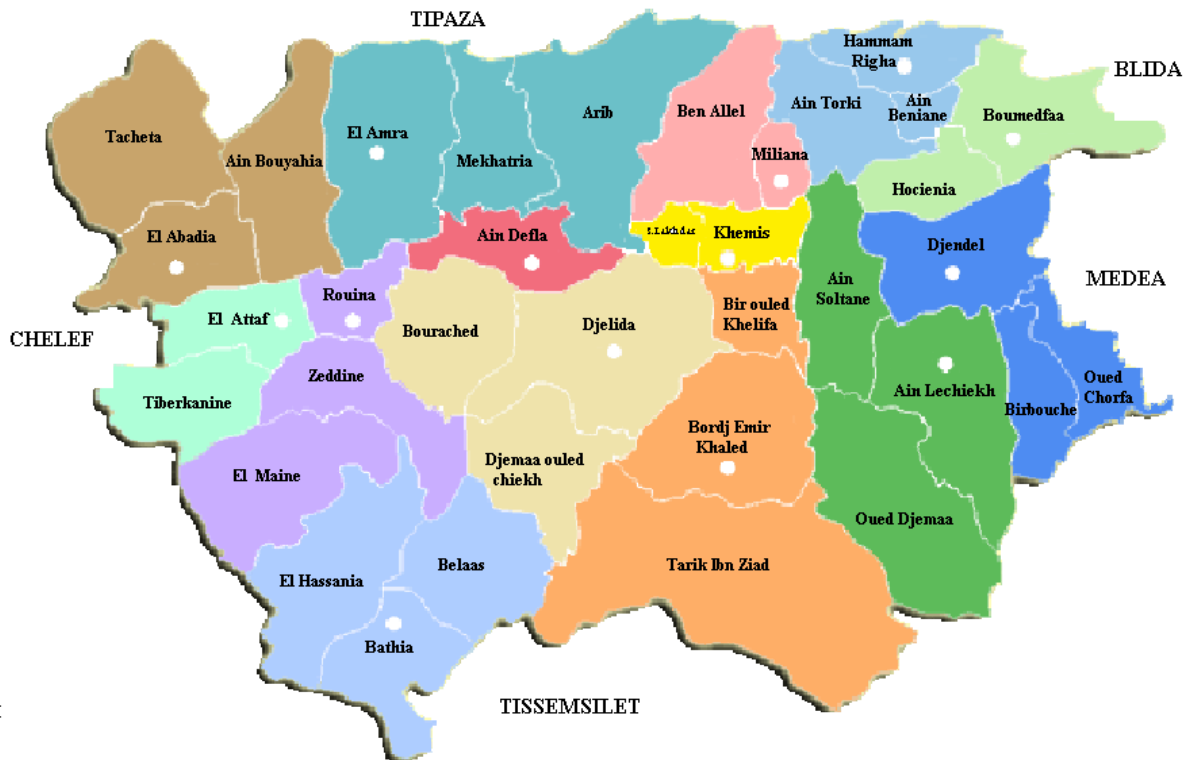 TIPAZA
BLIDA
Hammam
Righa
Tacheta
Ain Bouyahia
El Amra
Mekhatria
Arib
Ben Allel
Miliana
Ain Torki
Ain
Beniane
Boumedfaa
Hocienia
El Abadia
Ain Defla
S.Lakhdar
Khemis
Djendel
MEDEA
Ain
Soltane
CHELEF
El Attaf
Rouina
Bourached
Djelida
Bir ouled
Khelifa
Zeddine
Tiberkanine
Ain Lechiekh
Birbouche
Oued
Chorfa
El Maine
Djemaa ouled
chiekh
Bordj Emir
Khaled
Oued Djemaa
El Hassania
Belaas
Tarik Ibn Ziad
Bathia
TISSEMSILET